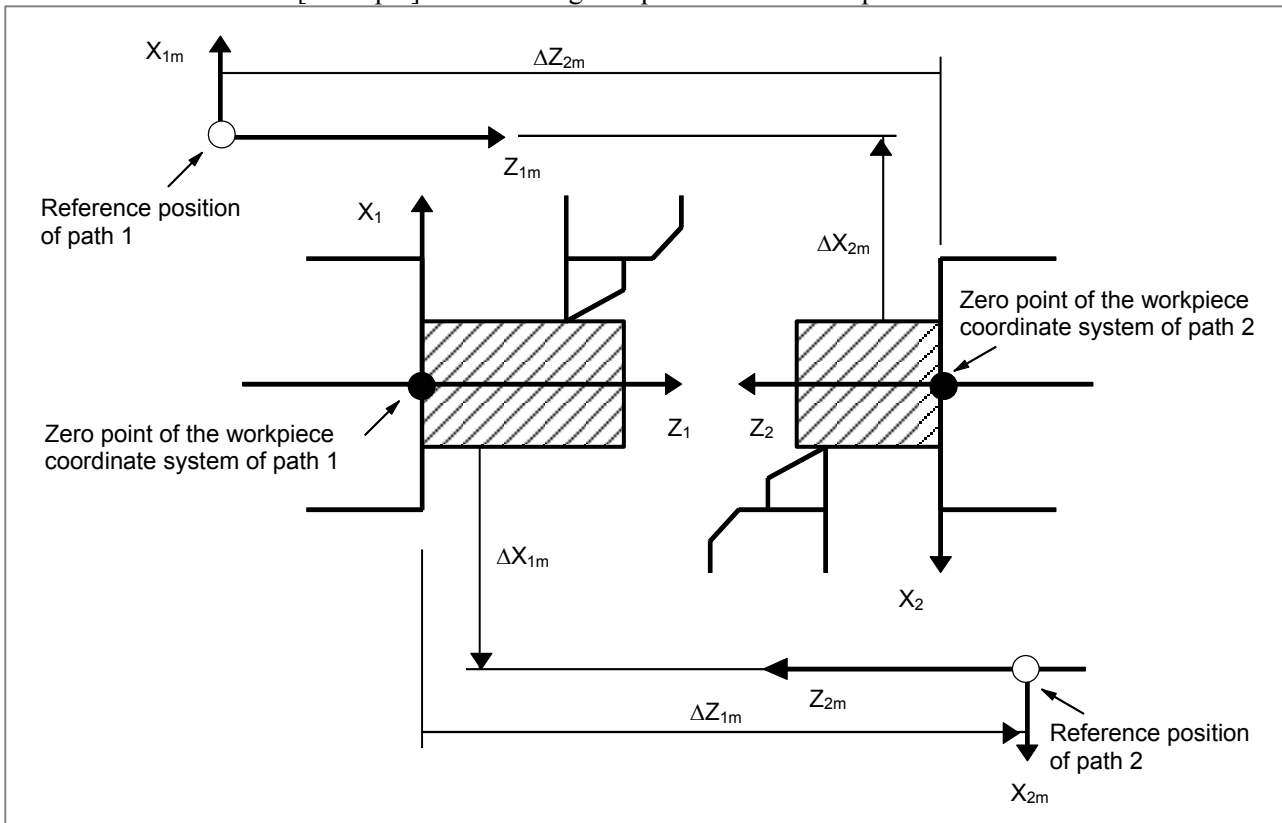 X1m
ΔZ2m
Z1m
Reference position
of path 1
X1
ΔX2m
Zero point of the workpiece
coordinate system of path 2
Z1
Z2
Zero point of the workpiece
coordinate system of path 1
ΔX1m
X2
Z2m
ΔZ1m
Reference position
of path 2
X2m